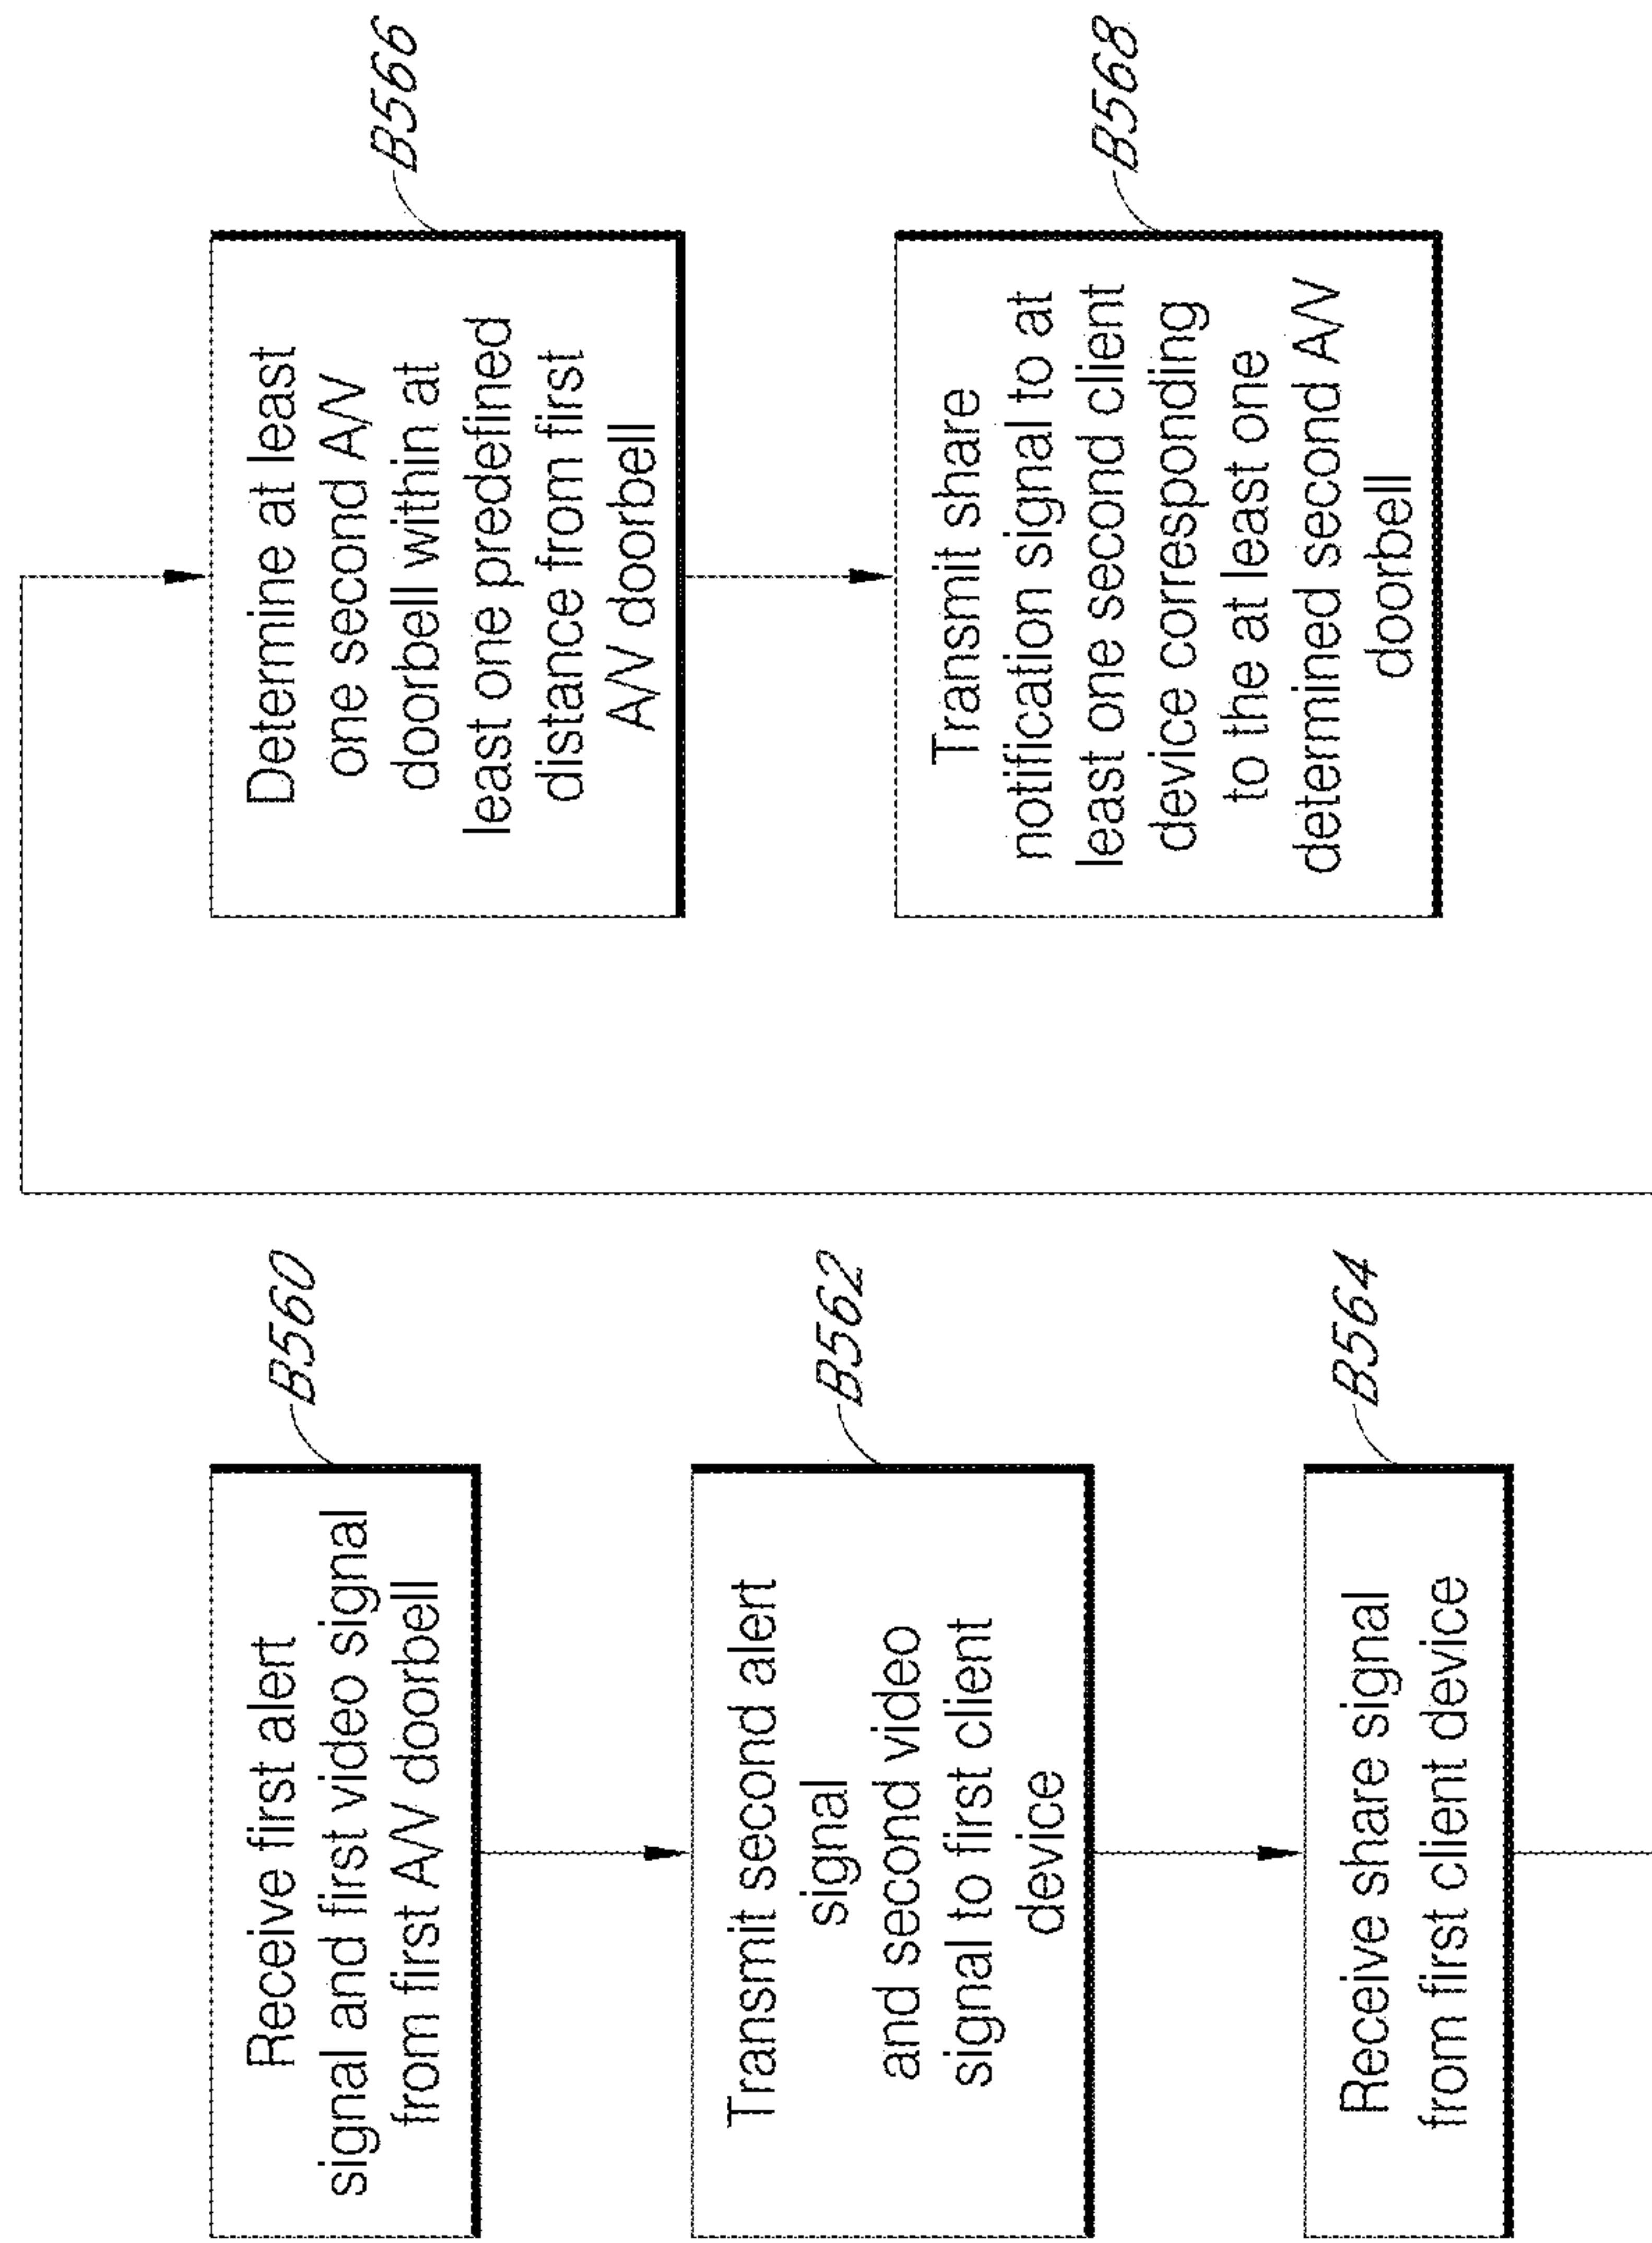 B560
Receive first alert
signal and first video signal
from first A/V doorbell
B562
Transmit second alert
signal
and second video
signal to first client
device
B564
Receive share signal
from first client device
B566
Determine at least
one second A/V
doorbell within at
least one predefined
distance from first
A/V doorbell
B568
Transmit share
notification signal to at
least one second client
device corresponding
to the at least one
determined second A/V
doorbell